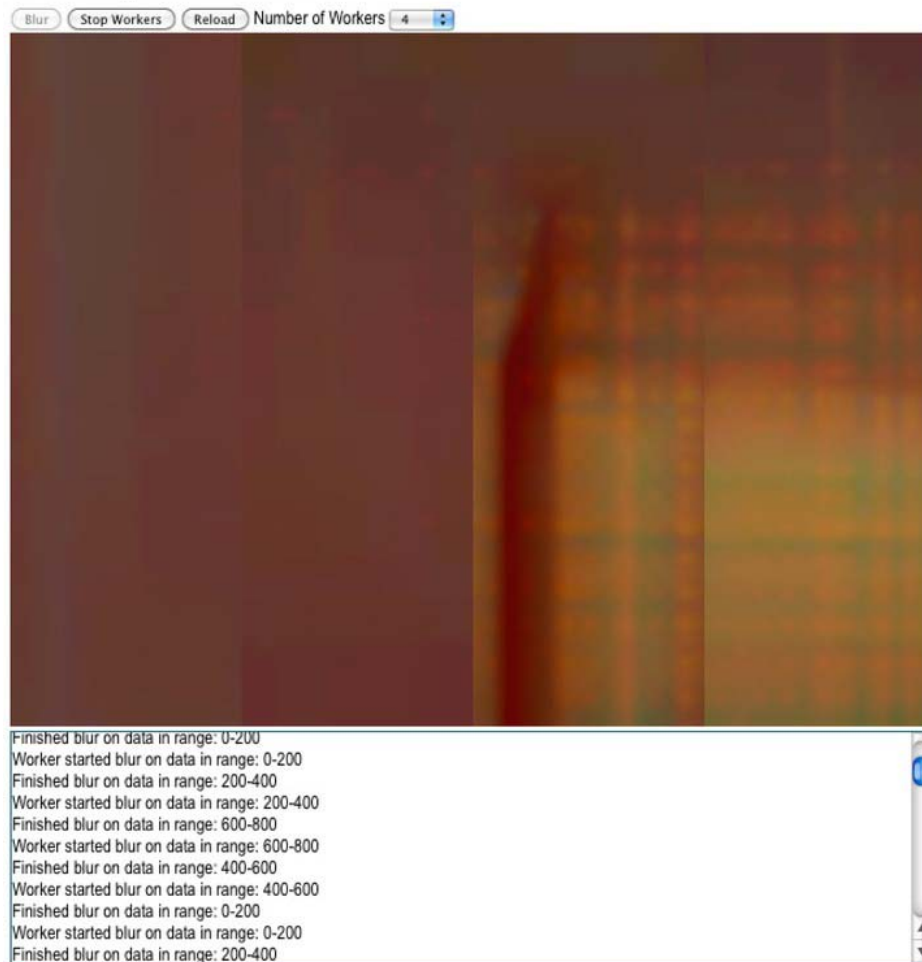 Blur Stop Workers Reload Number of Workers 4
Finished blur on data in range: 0-200
Worker started blur on data in range: 0-200
Finished blur on data in range: 200-400
Worker started blur on data in range: 200-400
Finished blur on data in range: 600-800
Worker started blur on data in range: 600-800
Finished blur on data in range: 400-600
Worker started blur on data in range: 400-600
Finished blur on data in range: 0-200
Worker started blur on data in range: 0-200
Finished blur on data in range: 200-400